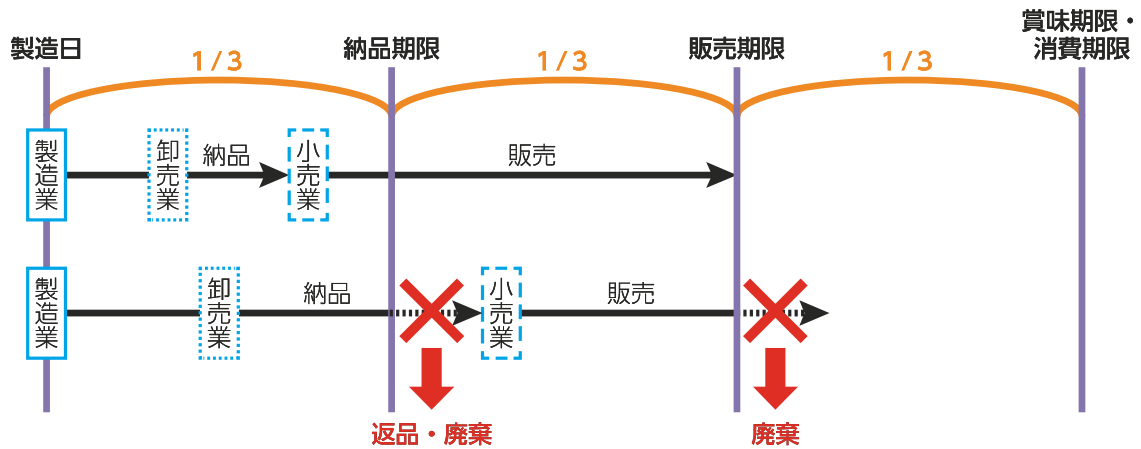 製造日
1/3
納品期限
1/3
販売期限
1/3
賞味期限・
消費期限
製造業
卸売業
納品
小売業
販売
製造業
卸売業
納品
小売業
販売
返品・廃棄
廃棄